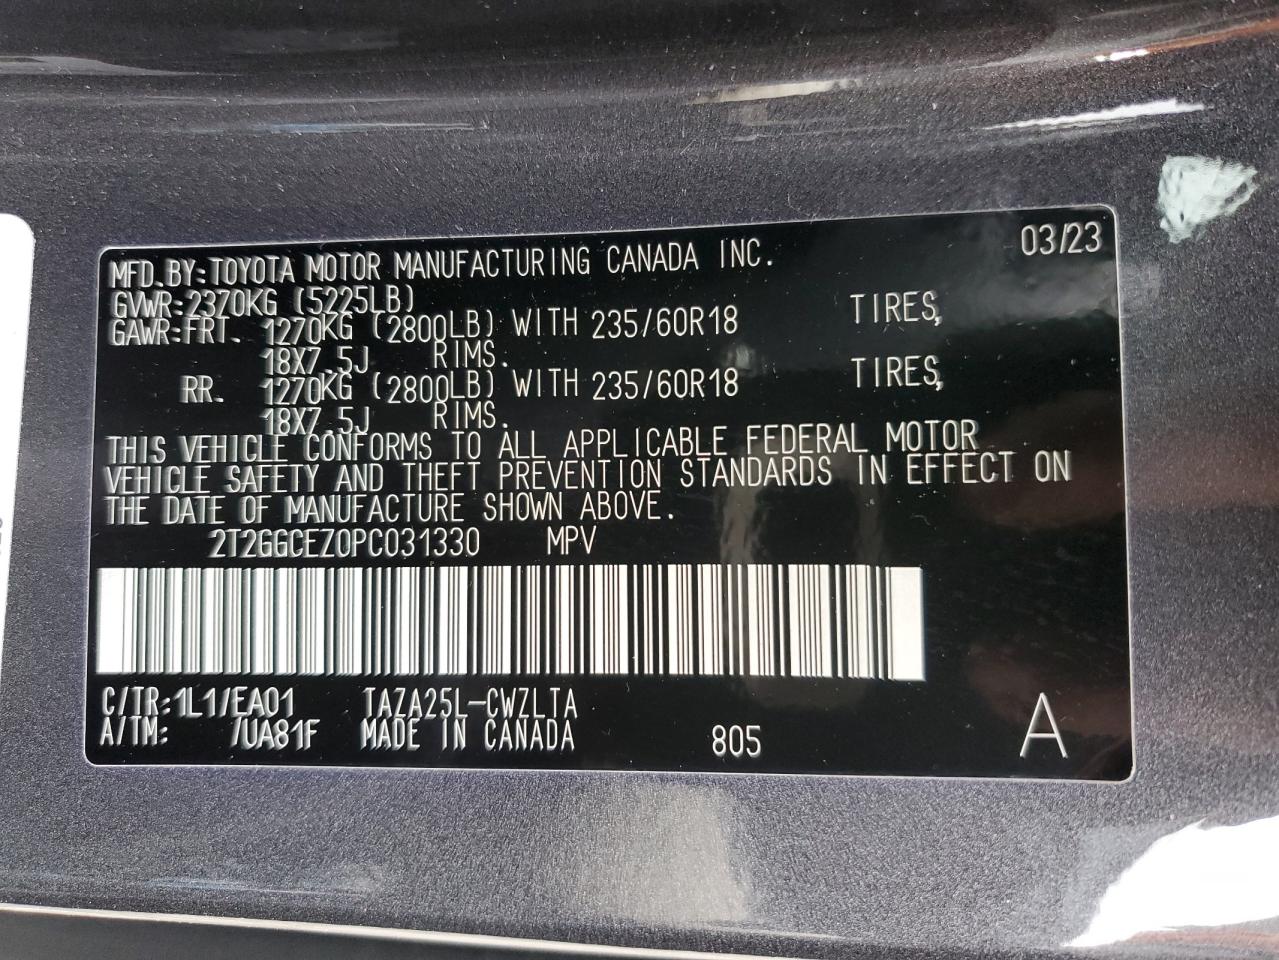 MFD.BY:TOYOTA MOTOR MANUFACTURING CANADA INC. 03/23
GVWR:2370KG (5225LB)
GAWR:FRT. 1270KG (2800LB) WITH 235/60R18 TIRES,
18X7.5J RIMS.
RR. 1270KG (2800LB) WITH 235/60R18 TIRES,
18X7.5J RIMS.
THIS VEHICLE CONFORMS TO ALL APPLICABLE FEDERAL MOTOR
VEHICLE SAFETY AND THEFT PREVENTION STANDARDS IN EFFECT ON
THE DATE OF MANUFACTURE SHOWN ABOVE.
2T2GGCEZ0PC031330 MPV
C/TR:1L1/EA01 TAZA25L-CWZLTA
A/TM: /UA81F MADE IN CANADA 805 A